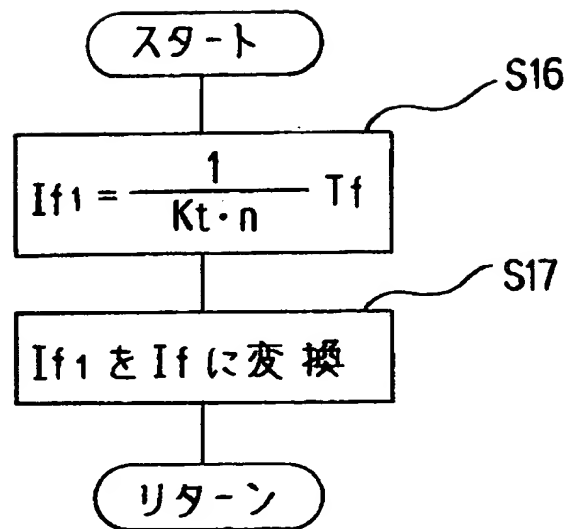 スタート
S16
If1 = 1/(Kt・n) Tf
S17
If1をIfに変換
リターン